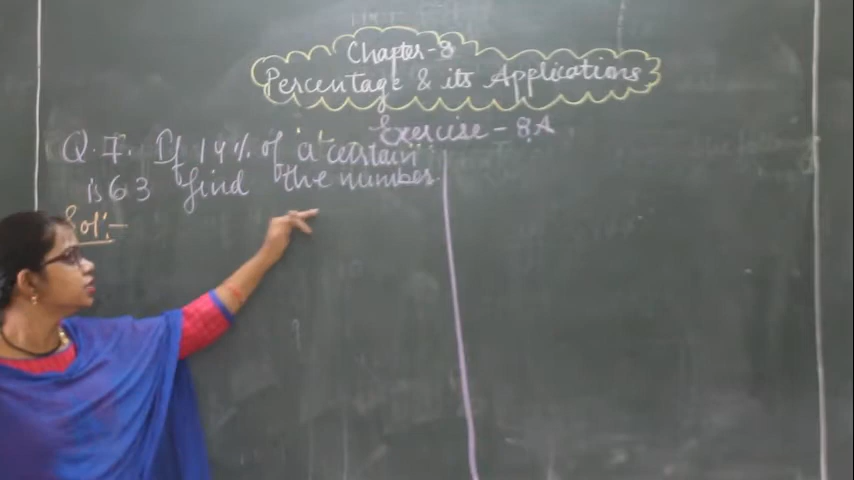 Chapter-8
Percentage & its Applications
Exercise - 8A
Q.7. If 14% of 'a' certain
is 63 find the number.
Sol:-